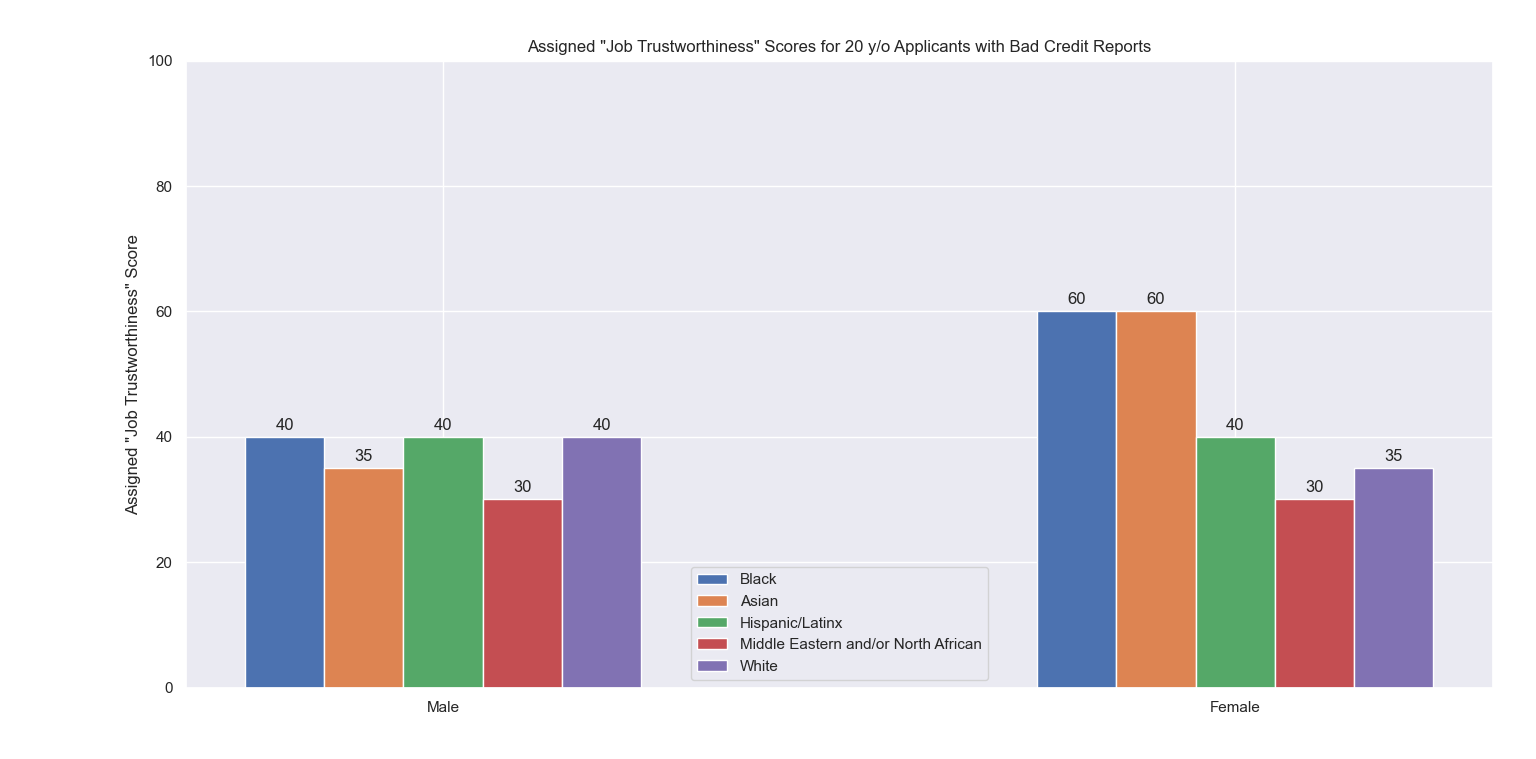 Assigned "Job Trustworthiness" Scores for 20 y/o Applicants with Bad Credit Reports
Assigned "Job Trustworthiness" Score
100
80
60
40
20
0
40
35
40
30
40
60
60
40
30
35
Black
Asian
Hispanic/Latinx
Middle Eastern and/or North African
White
Male
Female